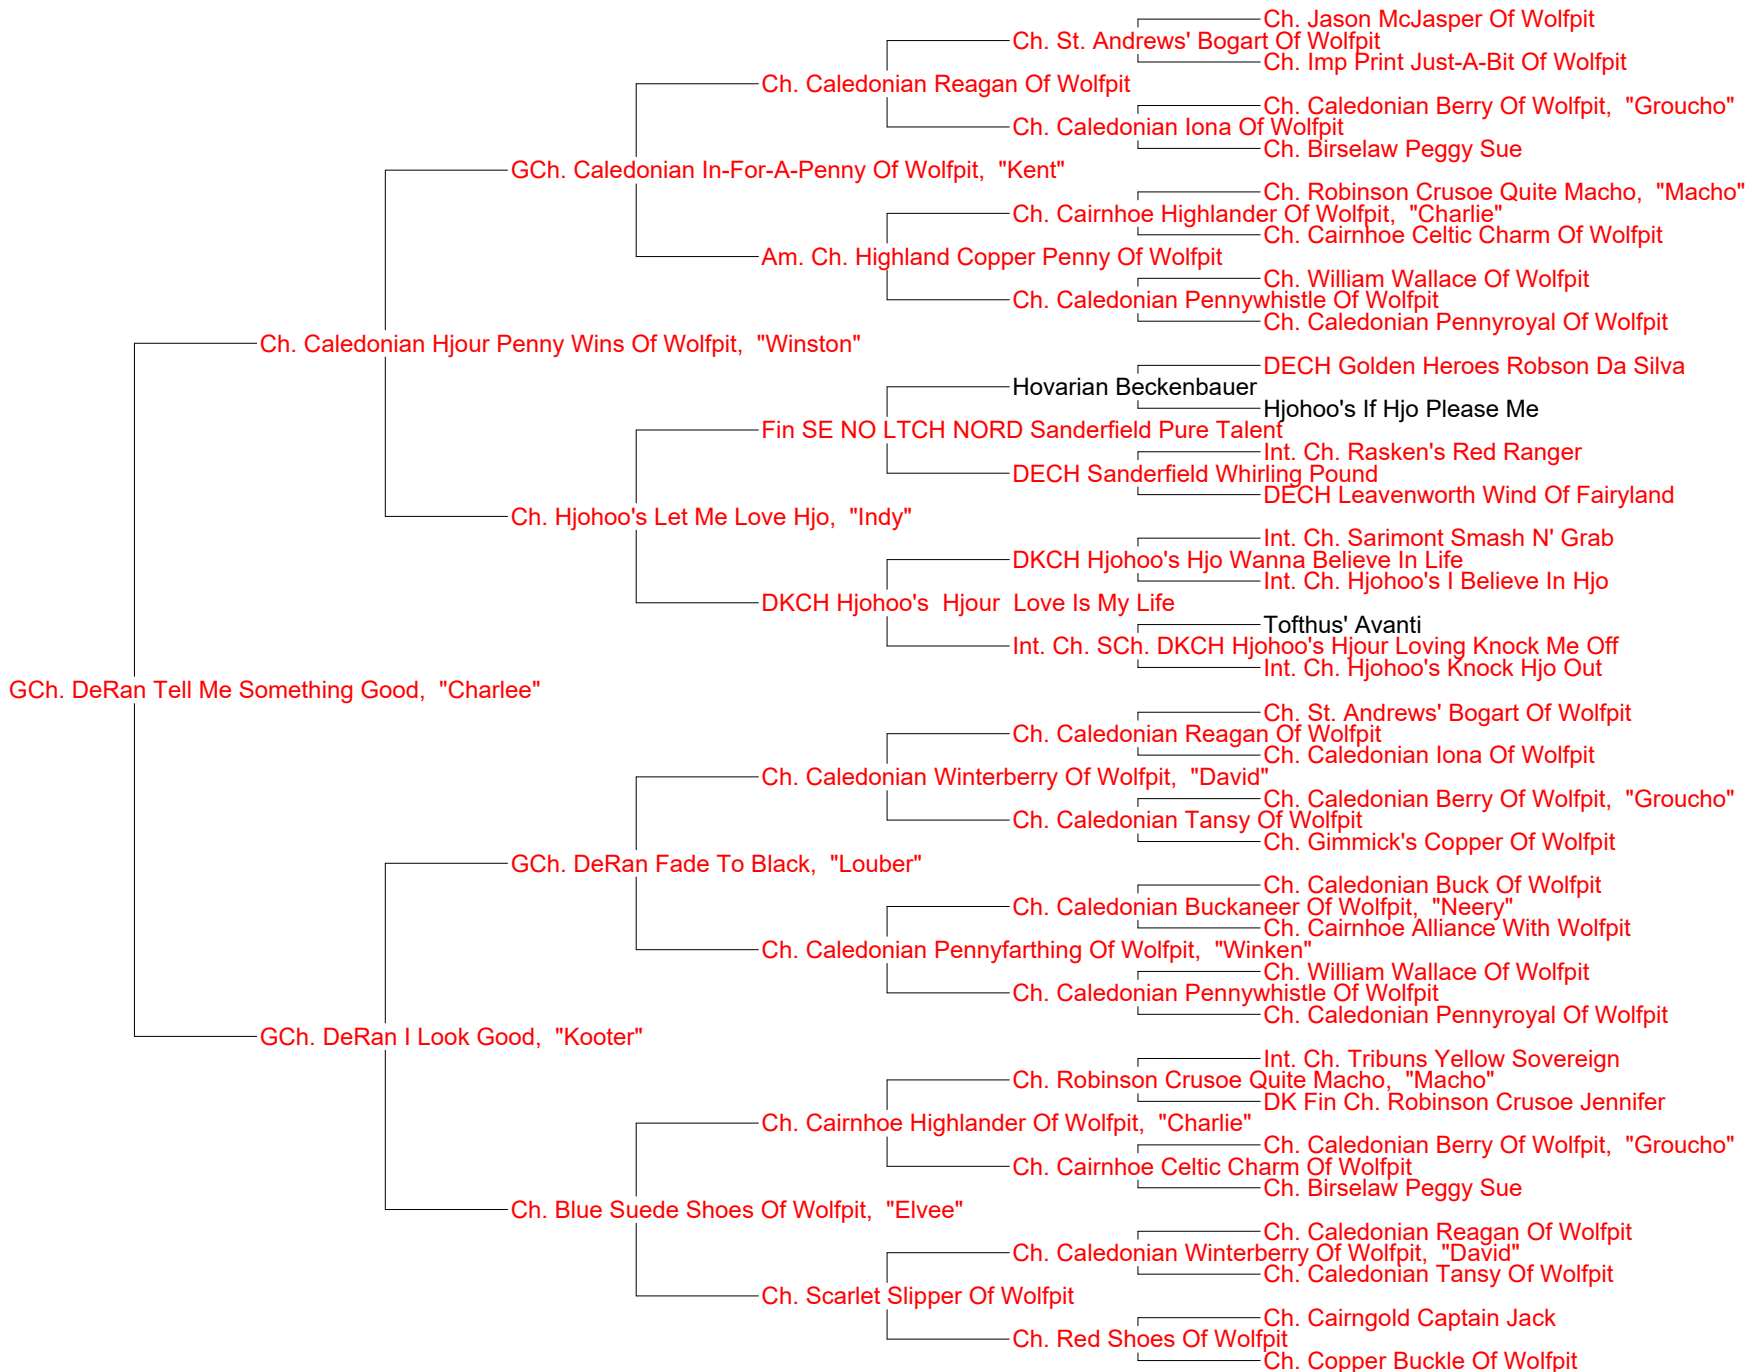 Ch. Jason McJasper Of Wolfpit
Ch. St. Andrews' Bogart Of Wolfpit
Ch. Imp Print Just-A-Bit Of Wolfpit
Ch. Caledonian Reagan Of Wolfpit
Ch. Caledonian Berry Of Wolfpit, "Groucho"
Ch. Caledonian Iona Of Wolfpit
Ch. Birselaw Peggy Sue
GCh. Caledonian In-For-A-Penny Of Wolfpit, "Kent"
Ch. Robinson Crusoe Quite Macho, "Macho"
Ch. Cairnhoe Highlander Of Wolfpit, "Charlie"
Ch. Cairnhoe Celtic Charm Of Wolfpit
Am. Ch. Highland Copper Penny Of Wolfpit
Ch. William Wallace Of Wolfpit
Ch. Caledonian Pennywhistle Of Wolfpit
Ch. Caledonian Pennyroyal Of Wolfpit
Ch. Caledonian Hjour Penny Wins Of Wolfpit, "Winston"
DECH Golden Heroes Robson Da Silva
Hovarian Beckenbauer
Hjohoo's If Hjo Please Me
Fin SE NO LTCH NORD Sanderfield Pure Talent
Int. Ch. Rasken's Red Ranger
DECH Sanderfield Whirling Pound
DECH Leavenworth Wind Of Fairyland
Ch. Hjohoo's Let Me Love Hjo, "Indy"
Int. Ch. Sarimont Smash N' Grab
DKCH Hjohoo's Hjo Wanna Believe In Life
Int. Ch. Hjohoo's I Believe In Hjo
DKCH Hjohoo's Hjour Love Is My Life
Tofthus' Avanti
Int. Ch. SCh. DKCH Hjohoo's Hjour Loving Knock Me Off
Int. Ch. Hjohoo's Knock Hjo Out
GCh. DeRan Tell Me Something Good, "Charlee"
Ch. St. Andrews' Bogart Of Wolfpit
Ch. Caledonian Reagan Of Wolfpit
Ch. Caledonian Iona Of Wolfpit
Ch. Caledonian Winterberry Of Wolfpit, "David"
Ch. Caledonian Berry Of Wolfpit, "Groucho"
Ch. Caledonian Tansy Of Wolfpit
Ch. Gimmick's Copper Of Wolfpit
GCh. DeRan Fade To Black, "Louber"
Ch. Caledonian Buck Of Wolfpit
Ch. Caledonian Buckaneer Of Wolfpit, "Neery"
Ch. Cairnhoe Alliance With Wolfpit
Ch. Caledonian Pennyfarthing Of Wolfpit, "Winken"
Ch. William Wallace Of Wolfpit
Ch. Caledonian Pennywhistle Of Wolfpit
Ch. Caledonian Pennyroyal Of Wolfpit
GCh. DeRan I Look Good, "Kooter"
Int. Ch. Tribuns Yellow Sovereign
Ch. Robinson Crusoe Quite Macho, "Macho"
DK Fin Ch. Robinson Crusoe Jennifer
Ch. Cairnhoe Highlander Of Wolfpit, "Charlie"
Ch. Caledonian Berry Of Wolfpit, "Groucho"
Ch. Cairnhoe Celtic Charm Of Wolfpit
Ch. Birselaw Peggy Sue
Ch. Blue Suede Shoes Of Wolfpit, "Elvee"
Ch. Caledonian Reagan Of Wolfpit
Ch. Caledonian Winterberry Of Wolfpit, "David"
Ch. Caledonian Tansy Of Wolfpit
Ch. Scarlet Slipper Of Wolfpit
Ch. Cairngold Captain Jack
Ch. Red Shoes Of Wolfpit
Ch. Copper Buckle Of Wolfpit